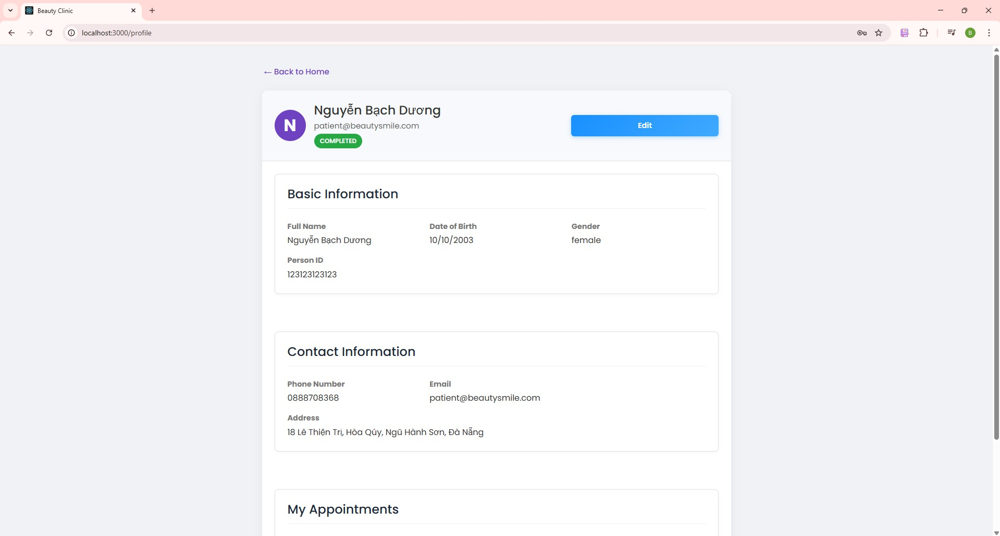 Beauty Clinic
localhost:3000/profile
B
← Back to Home
N
Nguyễn Bạch Dương
patient@beautysmile.com
COMPLETED
Edit
Basic Information
Full Name Date of Birth Gender
Nguyễn Bạch Dương 10/10/2003 female
Person ID
123123123123
Contact Information
Phone Number Email
0888708368 patient@beautysmile.com
Address
18 Lê Thiện Trị, Hòa Qúy, Ngũ Hành Sơn, Đà Nẵng
My Appointments